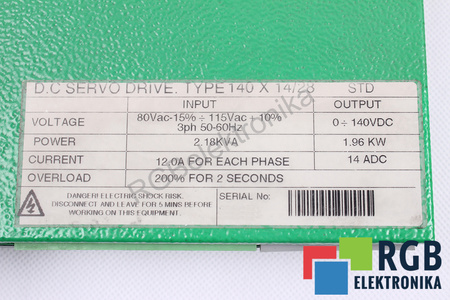 D.C SERVO DRIVE. TYPE 140 X 14/28 STD
INPUT OUTPUT
VOLTAGE 80Vac-15% ÷ 115Vac + 10% 3ph 50-60Hz 0 ÷ 140VDC
POWER 2.18KVA 1.96 KW
CURRENT 12.0A FOR EACH PHASE 14 ADC
OVERLOAD 200% FOR 2 SECONDS
DANGER! ELECTRIC SHOCK RISK.
DISCONNECT AND LEAVE FOR 5 MINS BEFORE
WORKING ON THIS EQUIPMENT.
SERIAL No:
RGBelektronika
RGB
ELEKTRONIKA